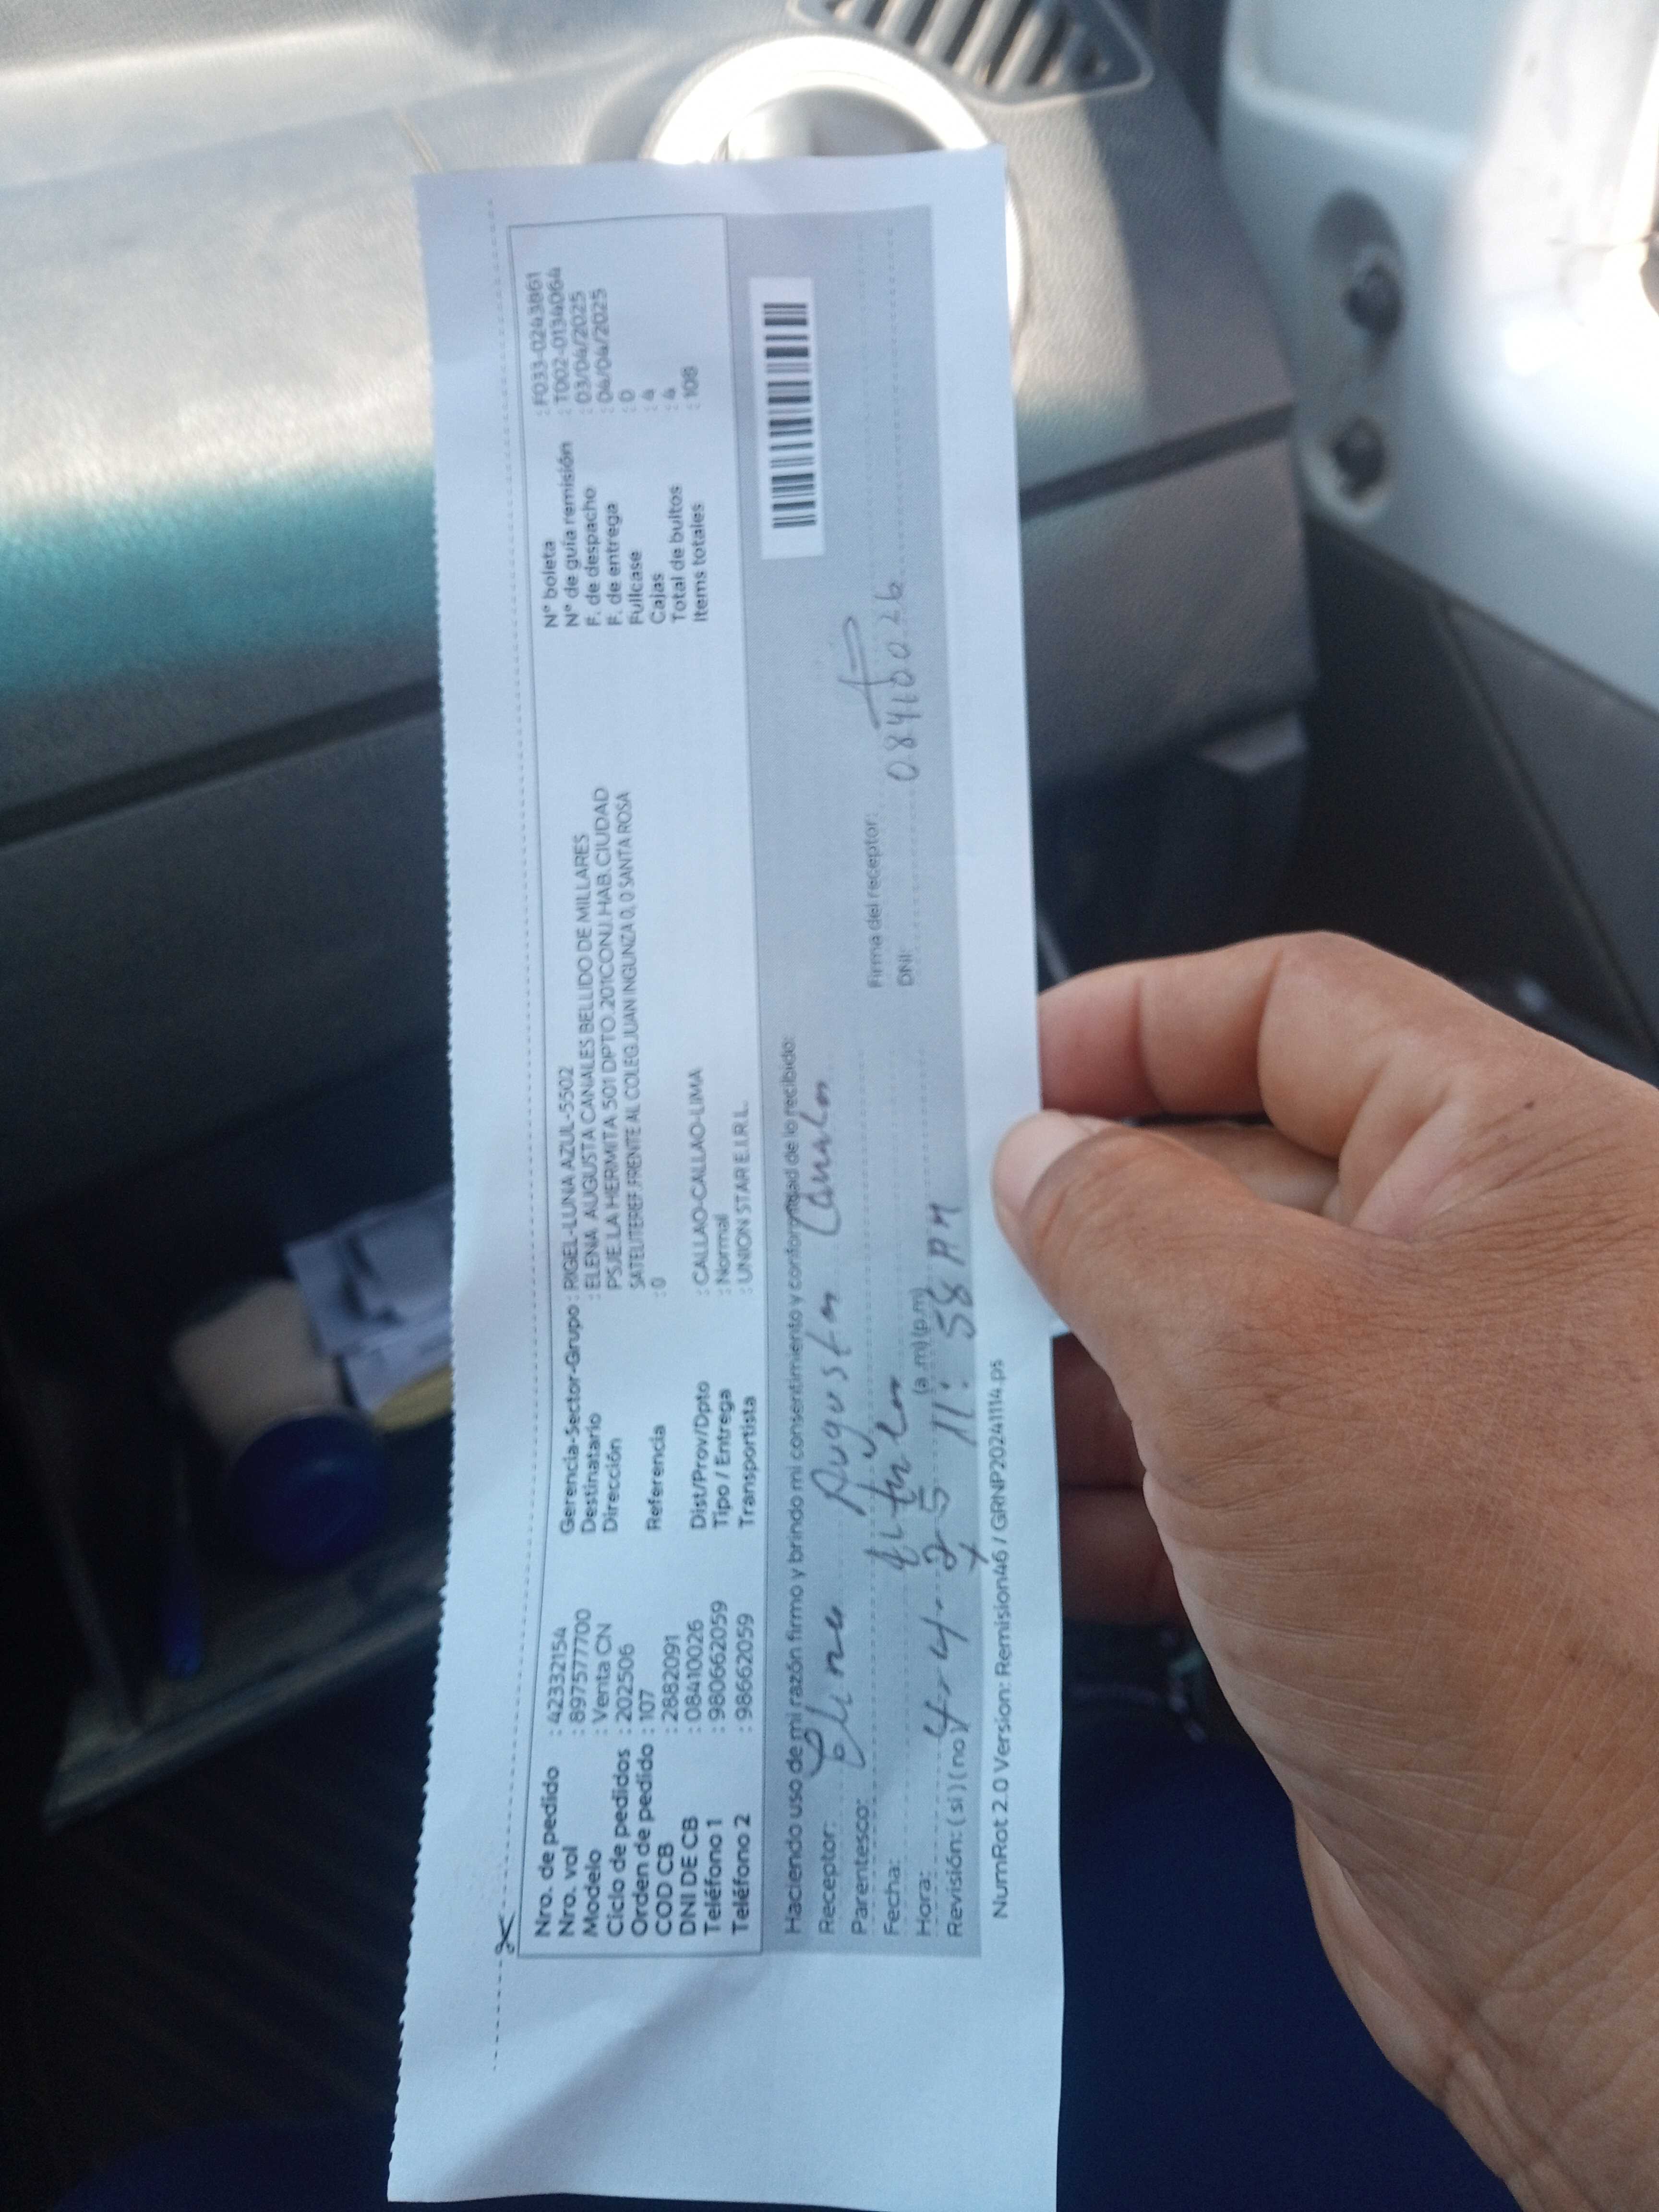 Nro. de pedido : 42332154
Nro. vol : 897577700
Modelo : Venta CN
Ciclo de pedidos : 202506
Orden de pedido : 107
COD CB : 2882091
DNI DE CB : 08410026
Teléfono 1 : 980662059
Teléfono 2 : 98662059
Gerencia-Sector-Grupo : RIGEL-LUNA AZUL-5502
Destinatario : ELENA AUGUSTA CANALES BELLIDO DE MILLARES
Dirección PSJE.LA HERMITA 501 DPTO.201CONJ.HAB.CIUDAD
SATELITEREF.FRENTE AL COLEG.JUAN INGUNZA 0, 0 SANTA ROSA
Referencia : 0
Dist/Prov/Dpto : CALLAO-CALLAO-LIMA
Tipo / Entrega : Normal
Transportista : UNION STAR E.I.R.L.
N° boleta : F033-0243861
N° de guía remisión : T002-0134064
F. de despacho : 03/04/2025
F. de entrega : 04/04/2025
Fullcase : 0
Cajas : 4
Total de bultos : 4
Items totales : 108
Haciendo uso de mi razón firmo y brindo mi consentimiento y conformidad de lo recibido:
Receptor: Elena Augusta Canales
Parentesco: titular
Fecha: 4-4-25
Hora: 11:58 AM (a.m) (p.m)
Revisión: ( si ) ( no )
Firma del receptor:
DNI: 08410026
NumRot 2.0 Version: Remision46 / GRNP20241114.ps